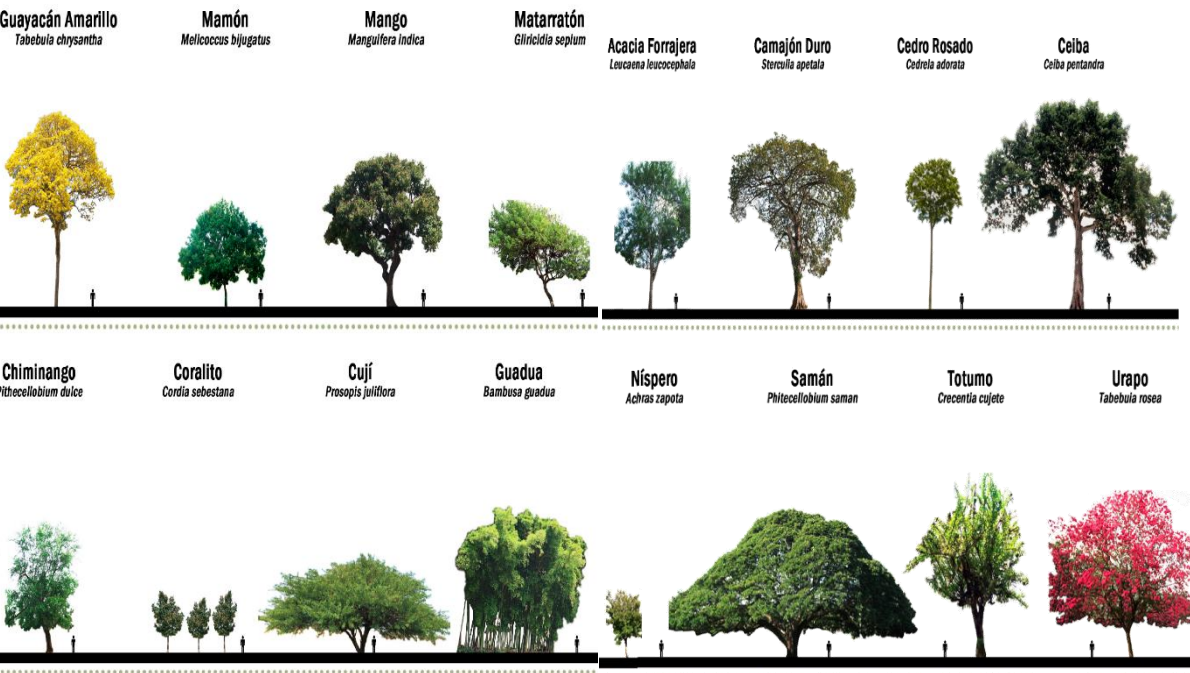 Guayacán Amarillo
Tabebuia chrysantha
Mamón
Melicoccus bijugatus
Mango
Manguifera indica
Matarratón
Gliricidia sepium
Acacia Forrajera
Leucaena leucocephala
Camajón Duro
Sterculia apetala
Cedro Rosado
Cedrela adorata
Ceiba
Ceiba pentandra
Chiminango
Pithecellobium dulce
Coralito
Cordia sebestana
Cují
Prosopis juliflora
Guadua
Bambusa guadua
Níspero
Achras zapota
Samán
Phitecellobium saman
Totumo
Crecentia cujete
Urapo
Tabebuia rosea